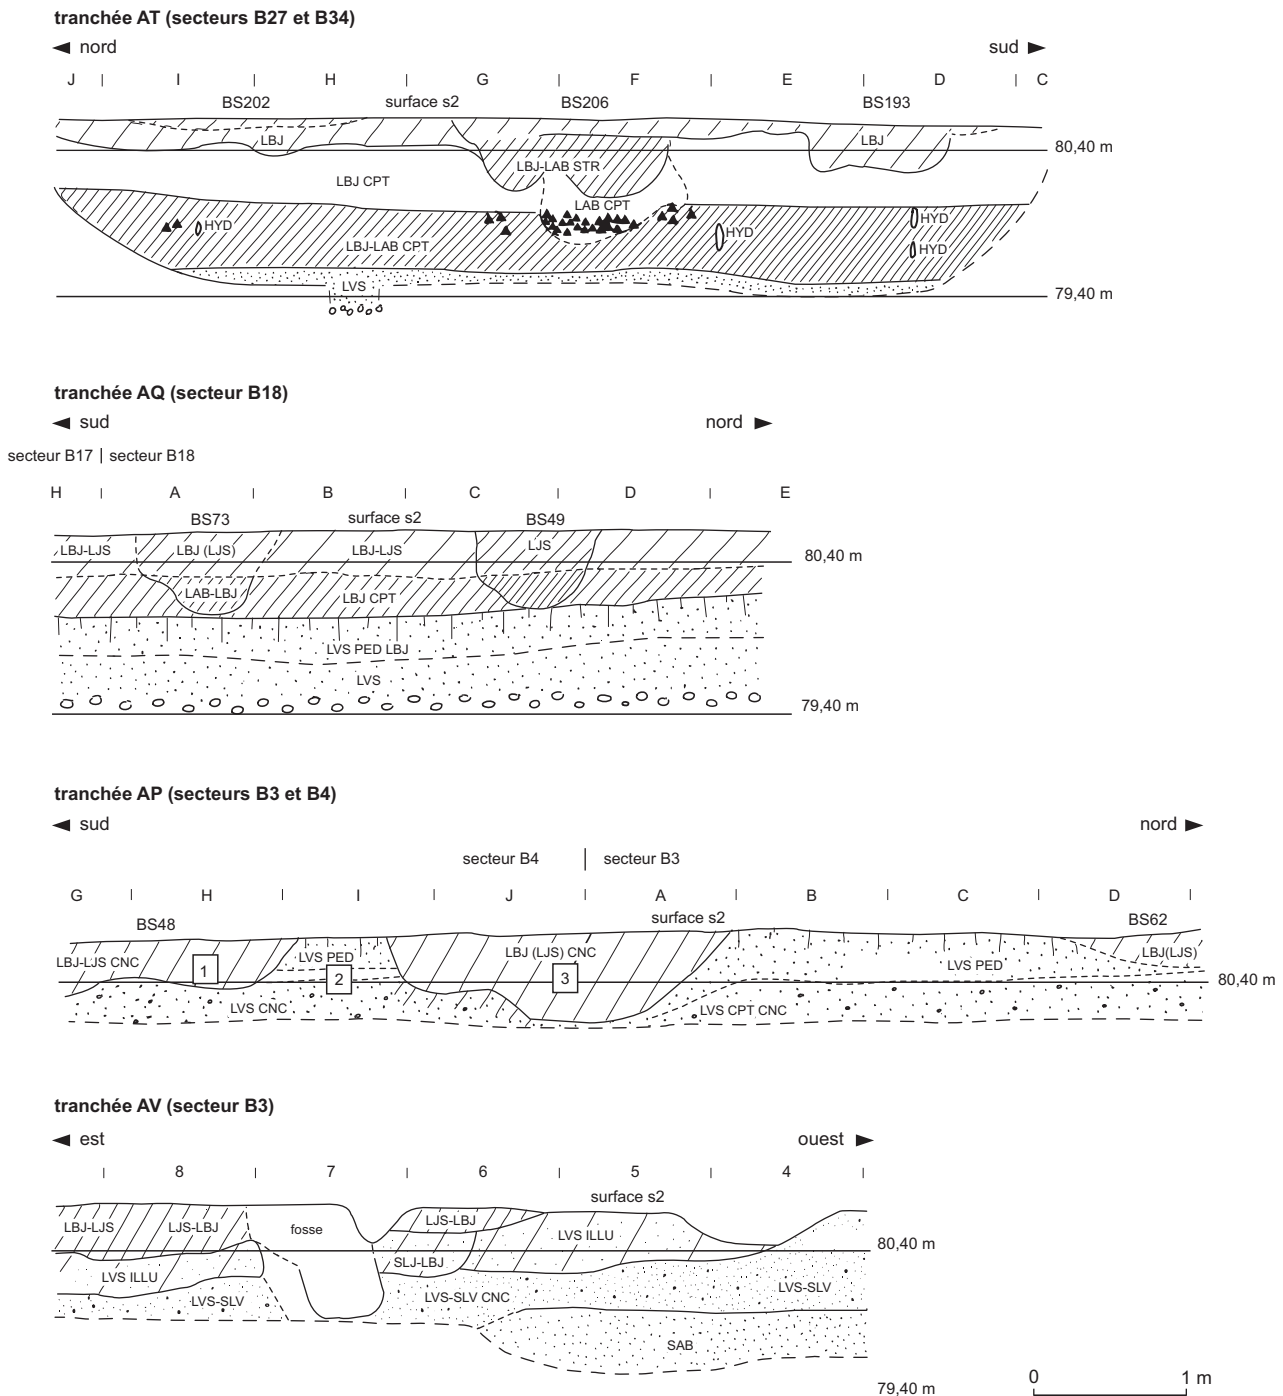 tranchée AT (secteurs B27 et B34)
◄ nord sud ►
J | I | H | G | F | E | D | C
BS202 surface s2 BS206 BS193
LBJ LBJ
80,40 m
LBJ-LAB STR
LBJ CPT
LAB CPT
HYD HYD HYD
LBJ-LAB CPT
HYD
LVS
79,40 m
tranchée AQ (secteur B18)
◄ sud nord ►
secteur B17 | secteur B18
H | A | B | C | D | E
BS73 surface s2 BS49
LBJ-LJS LBJ (LJS) LBJ-LJS LJS
80,40 m
LAB-LBJ LBJ CPT
LVS PED LBJ
LVS
79,40 m
tranchée AP (secteurs B3 et B4)
◄ sud nord ►
secteur B4 | secteur B3
G | H | I | J | A | B | C | D |
BS48 surface s2 BS62
LBJ-LJS CNC LVS PED LBJ (LJS) CNC LVS PED LBJ(LJS)
1 2 3
80,40 m
LVS CNC LVS CPT CNC
tranchée AV (secteur B3)
◄ est ouest ►
| 8 | 7 | 6 | 5 | 4 |
surface s2
LBJ-LJS LJS-LBJ fosse LJS-LBJ LVS ILLU
80,40 m
SLJ-LBJ
LVS ILLU
LVS-SLV LVS-SLV CNC LVS-SLV
SAB
79,40 m
0 1 m